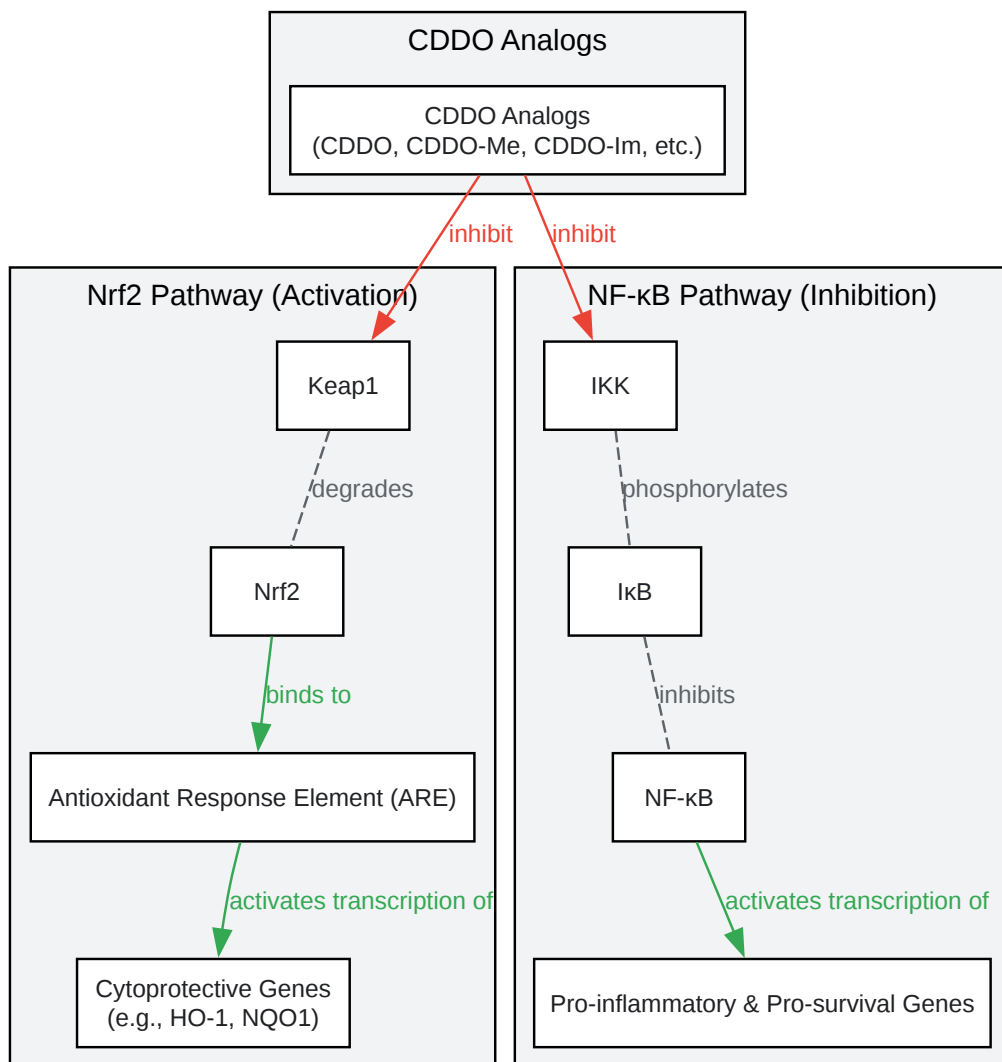 CDDO Analogs
CDDO Analogs
(CDDO, CDDO-Me, CDDO-Im, etc.)
inhibit
inhibit
Nrf2 Pathway (Activation)
Keap1
degrades
Nrf2
binds to
Antioxidant Response Element (ARE)
activates transcription of
Cytoprotective Genes
(e.g., HO-1, NQO1)
NF-κB Pathway (Inhibition)
IKK
phosphorylates
IκB
inhibits
NF-κB
activates transcription of
Pro-inflammatory & Pro-survival Genes